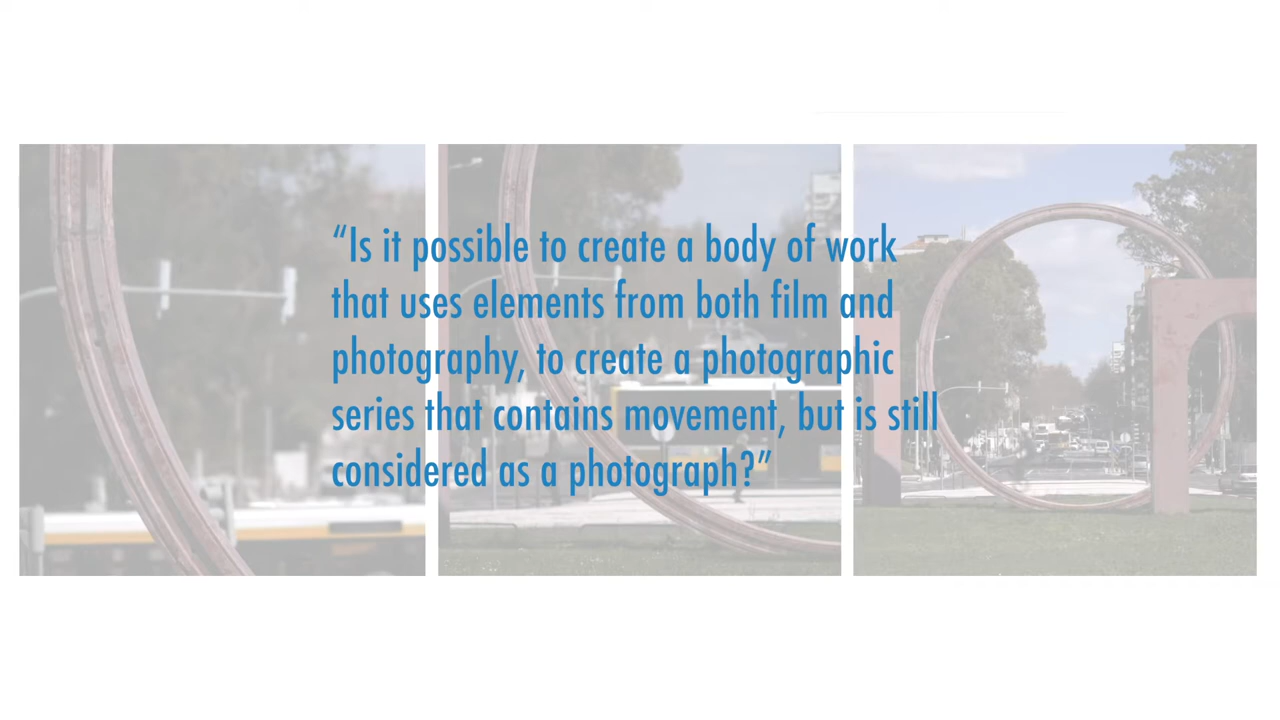 “Is it possible to create a body of work
that uses elements from both film and
photography, to create a photographic
series that contains movement, but is still
considered as a photograph?”